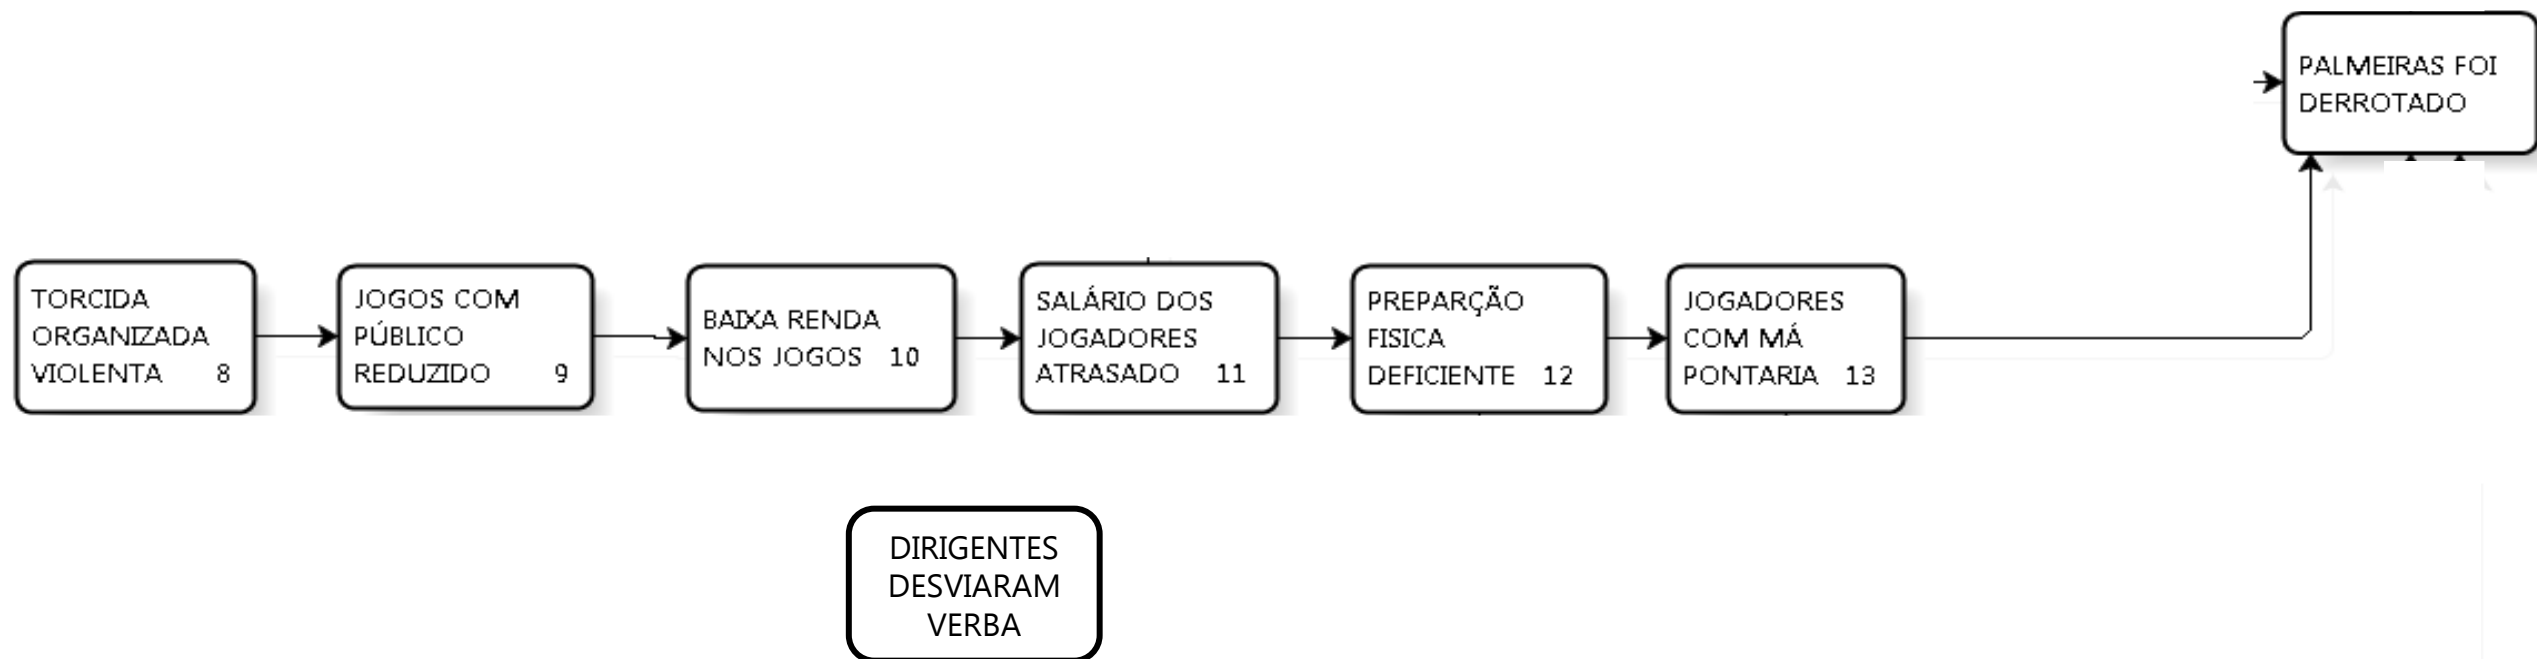 PALMEIRAS FOI
DERROTADO
TORCIDA
ORGANIZADA
VIOLENTA 8
JOGOS COM
PÚBLICO
REDUZIDO 9
BAIXA RENDA
NOS JOGOS 10
SALÁRIO DOS
JOGADORES
ATRASADO 11
PREPARÇÃO
FISICA
DEFICIENTE 12
JOGADORES
COM MÁ
PONTARIA 13
DIRIGENTES
DESVIARAM
VERBA